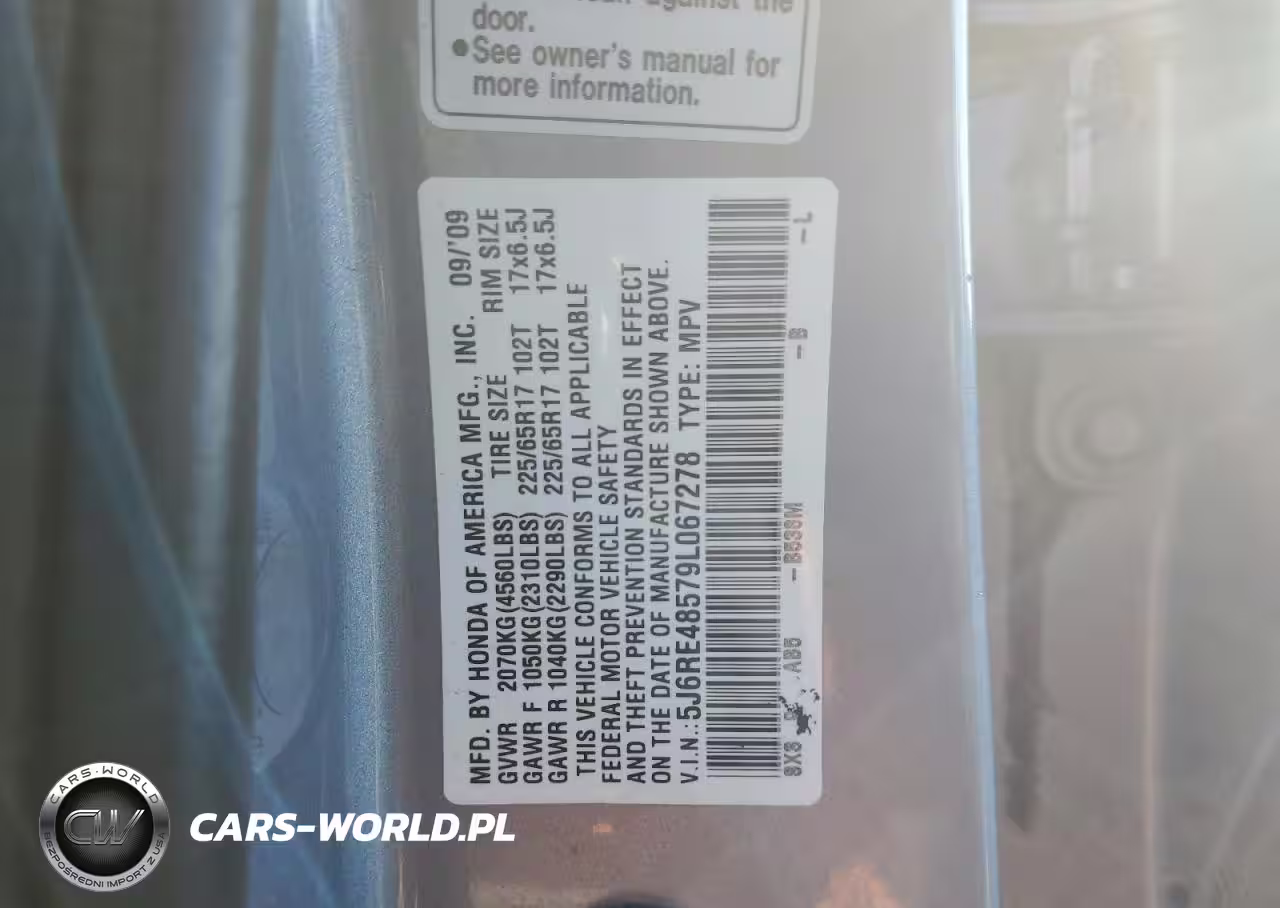 door.
●See owner's manual for
more information.
MFD. BY HONDA OF AMERICA MFG., INC. 09/'09
GVWR 2070KG(4560LBS) TIRE SIZE RIM SIZE
GAWR F 1050KG(2310LBS) 225/65R17 102T 17x6.5J
GAWR R 1040KG(2290LBS) 225/65R17 102T 17x6.5J
THIS VEHICLE CONFORMS TO ALL APPLICABLE
FEDERAL MOTOR VEHICLE SAFETY
AND THEFT PREVENTION STANDARDS IN EFFECT
ON THE DATE OF MANUFACTURE SHOWN ABOVE.
V.I.N.:5J6RE48579L067278 TYPE: MPV
AB5 -B536M -B -L
CARS-WORLD
CW
BEZPOŚREDNI IMPORT Z USA
CARS-WORLD.PL